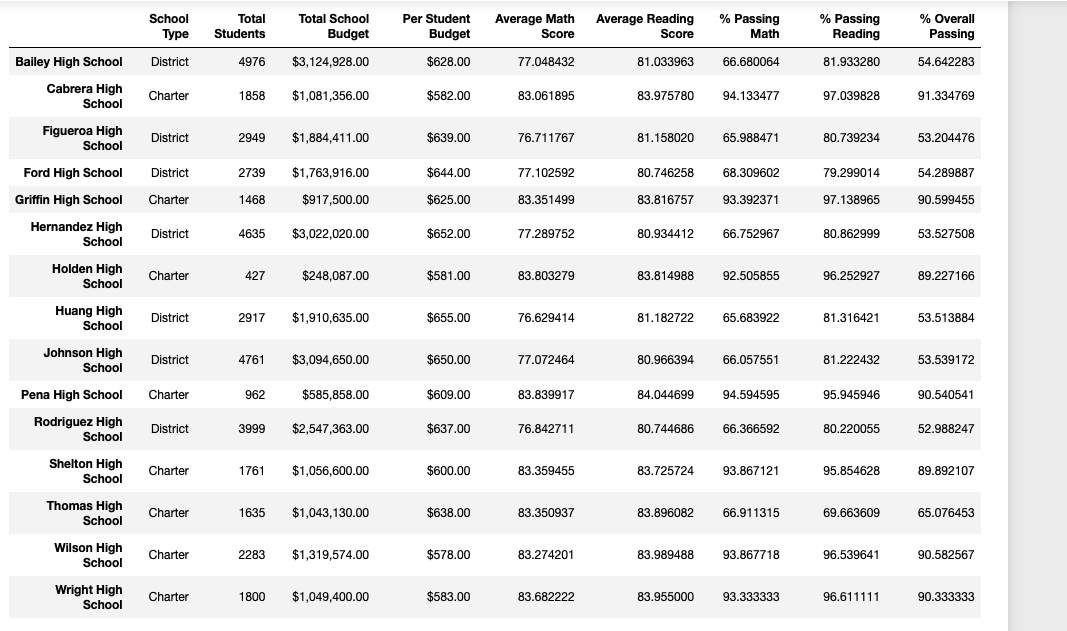 School Type Total Students Total School Budget Per Student Budget Average Math Score Average Reading Score % Passing Math % Passing Reading % Overall Passing
Bailey High School District 4976 $3,124,928.00 $628.00 77.048432 81.033963 66.680064 81.933280 54.642283
Cabrera High School Charter 1858 $1,081,356.00 $582.00 83.061895 83.975780 94.133477 97.039828 91.334769
Figueroa High School District 2949 $1,884,411.00 $639.00 76.711767 81.158020 65.988471 80.739234 53.204476
Ford High School District 2739 $1,763,916.00 $644.00 77.102592 80.746258 68.309602 79.299014 54.289887
Griffin High School Charter 1468 $917,500.00 $625.00 83.351499 83.816757 93.392371 97.138965 90.599455
Hernandez High School District 4635 $3,022,020.00 $652.00 77.289752 80.934412 66.752967 80.862999 53.527508
Holden High School Charter 427 $248,087.00 $581.00 83.803279 83.814988 92.505855 96.252927 89.227166
Huang High School District 2917 $1,910,635.00 $655.00 76.629414 81.182722 65.683922 81.316421 53.513884
Johnson High School District 4761 $3,094,650.00 $650.00 77.072464 80.966394 66.057551 81.222432 53.539172
Pena High School Charter 962 $585,858.00 $609.00 83.839917 84.044699 94.594595 95.945946 90.540541
Rodriguez High School District 3999 $2,547,363.00 $637.00 76.842711 80.744686 66.366592 80.220055 52.988247
Shelton High School Charter 1761 $1,056,600.00 $600.00 83.359455 83.725724 93.867121 95.854628 89.892107
Thomas High School Charter 1635 $1,043,130.00 $638.00 83.350937 83.896082 66.911315 69.663609 65.076453
Wilson High School Charter 2283 $1,319,574.00 $578.00 83.274201 83.989488 93.867718 96.539641 90.582567
Wright High School Charter 1800 $1,049,400.00 $583.00 83.682222 83.955000 93.333333 96.611111 90.333333